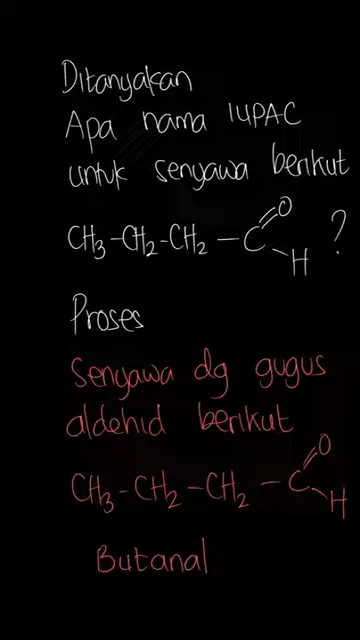 Ditanyakan
Apa nama IUPAC
untuk senyawa berikut
CH3-CH2-CH2-C=O-H ?
Proses
Senyawa dg gugus
aldehid berikut
CH3-CH2-CH2-C=O-H
Butanal